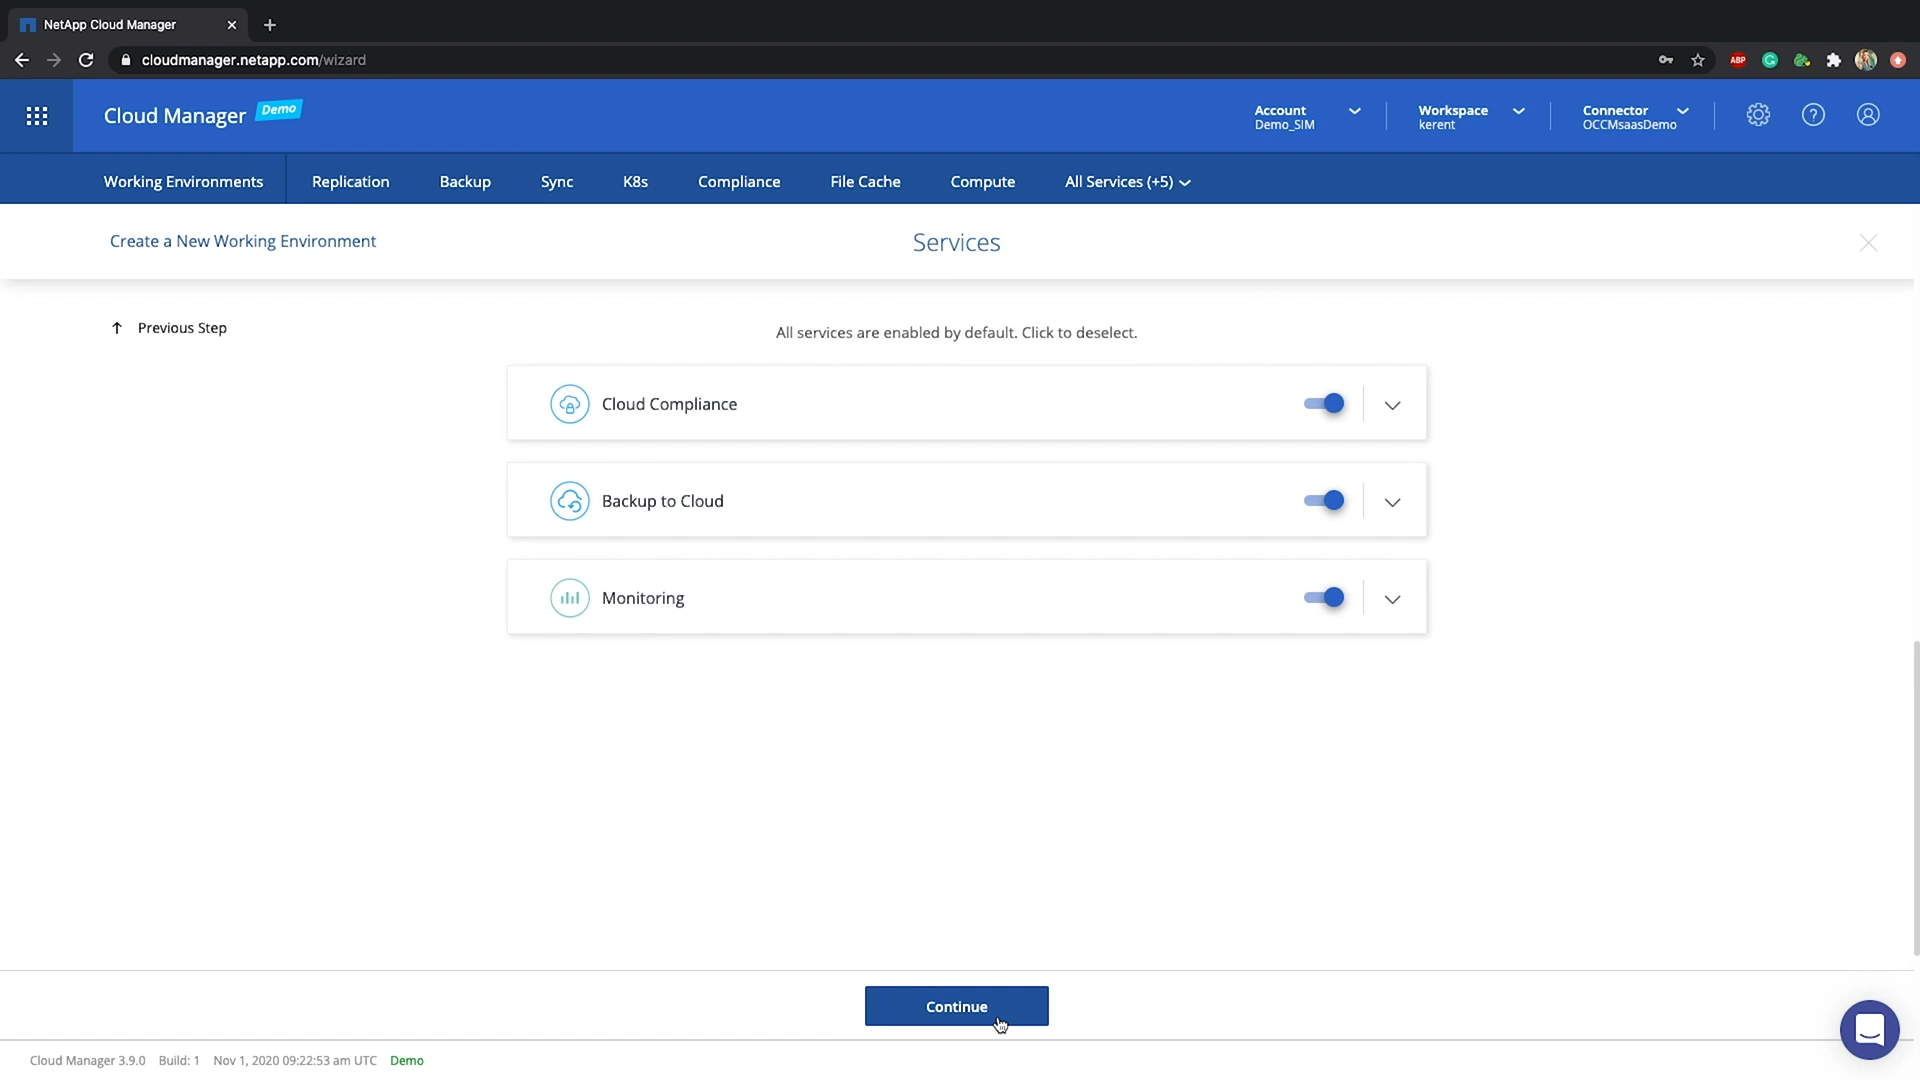 NetApp Cloud Manager
cloudmanager.netapp.com/wizard
ABP
Cloud Manager Demo
Account
Demo_SIM
Workspace
kerent
Connector
OCCMsaasDemo
Working Environments Replication Backup Sync K8s Compliance File Cache Compute All Services (+5)
Create a New Working Environment
Services
Previous Step
All services are enabled by default. Click to deselect.
Cloud Compliance
Backup to Cloud
Monitoring
Continue
Cloud Manager 3.9.0 Build: 1 Nov 1, 2020 09:22:53 am UTC Demo